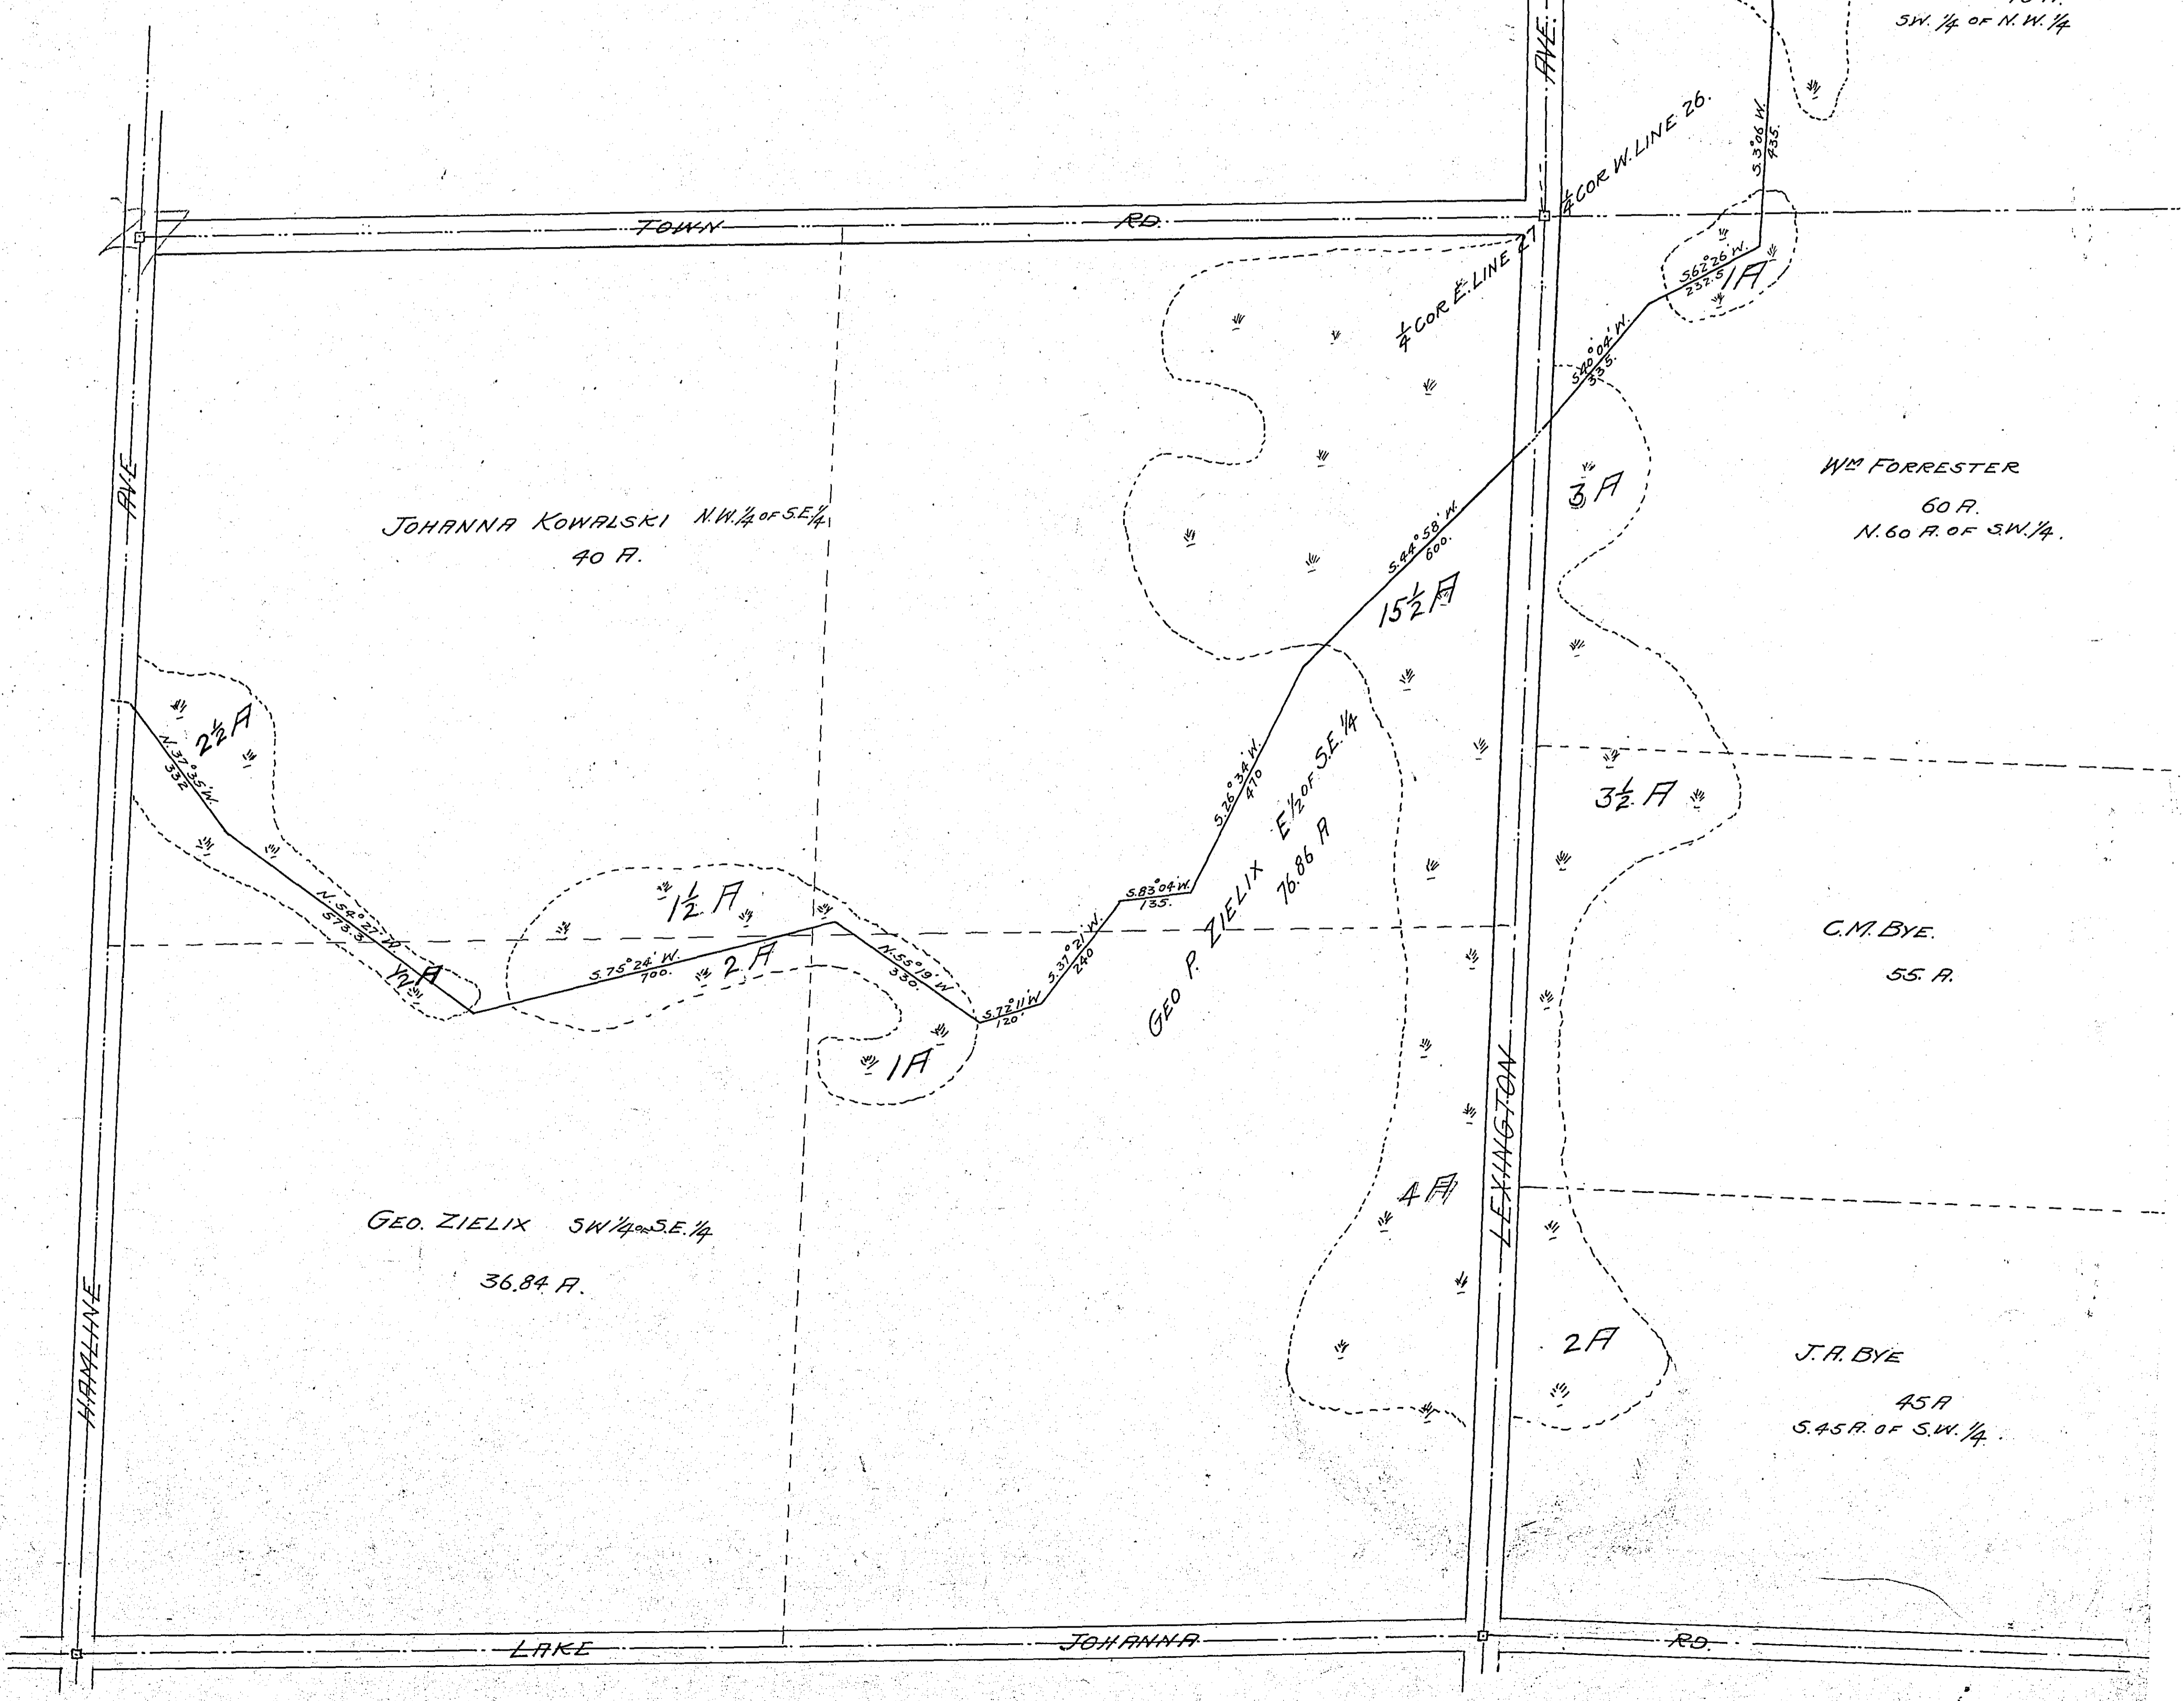 SW. 1/4 OF N.W. 1/4
AVE.
S.3°06' W.
435.
1/4 COR W. LINE 26.
TOWN RD.
1/4 COR E. LINE 27
S.62°26' W.
232.5
1 A
S.40°04' W.
335.
WM FORRESTER
60 A.
N. 60 A. OF S.W. 1/4.
3 A
AVE
JOHANNA KOWALSKI N.W. 1/4 OF S.E. 1/4
40 A.
S.44°58' W.
600.
15 1/2 A
2 1/2 A
N.37°35' W.
332
S.26°34' W.
470
GEO P. ZIELIX E. 1/2 OF S.E. 1/4
76.86 A
3 1/2 A
N.54°27' W
573.3
1/2 A
1 1/2 A
S.75°24' W.
700.
2 A
N.55°19' W
330.
S.83°04' W.
135.
S.37°21' W.
240
S.72°11' W
120'
1 A
C.M. BYE.
55 A.
LEXINGTON
4 A
GEO. ZIELIX SW 1/4 OF S.E. 1/4
36.84 A.
HAMLINE
2 A
J.A. BYE
45 A
S. 45 A. OF S.W. 1/4
LAKE JOHANNA RD.